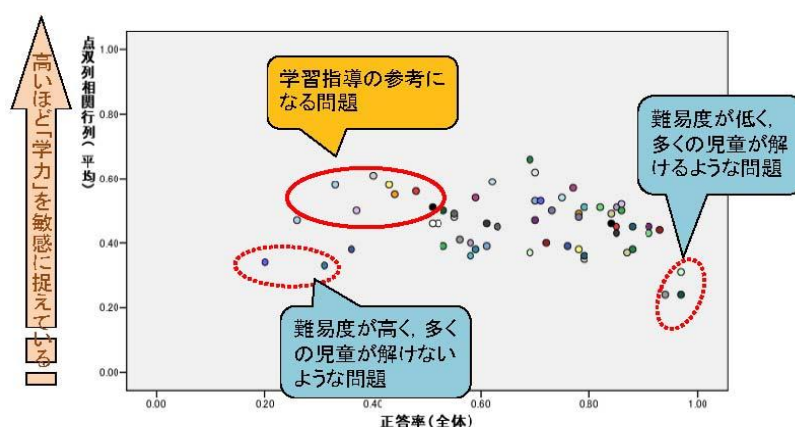 高いほど「学力」を敏感に捉えている。
点双列相関行列(平均)
1.00
0.80
0.60
0.40
0.20
0.00
学習指導の参考に
なる問題
難易度が低く,
多くの児童が解
けるような問題
難易度が高く,多く
の児童が解けない
ような問題
0.00
0.20
0.40
0.60
0.80
1.00
正答率(全体)